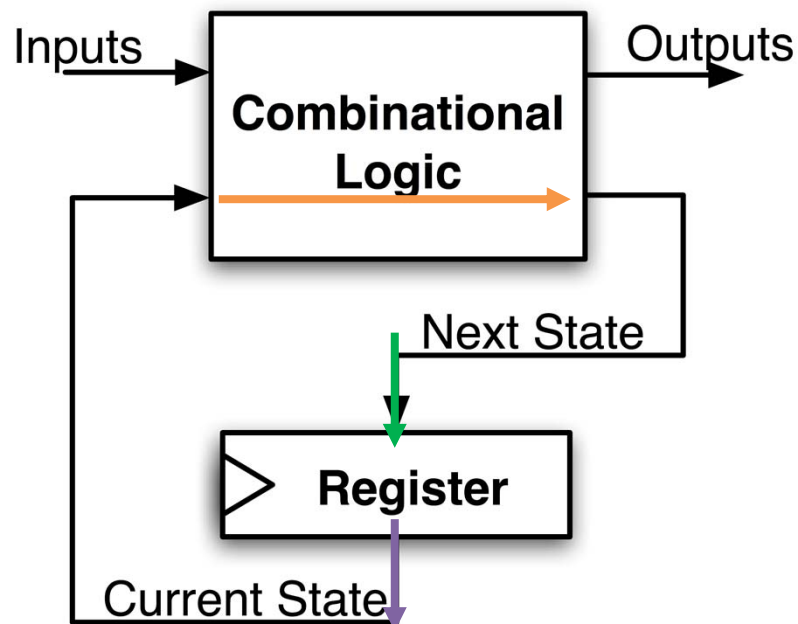 Inputs
Outputs
Combinational
Logic
Next State
Register
Current State